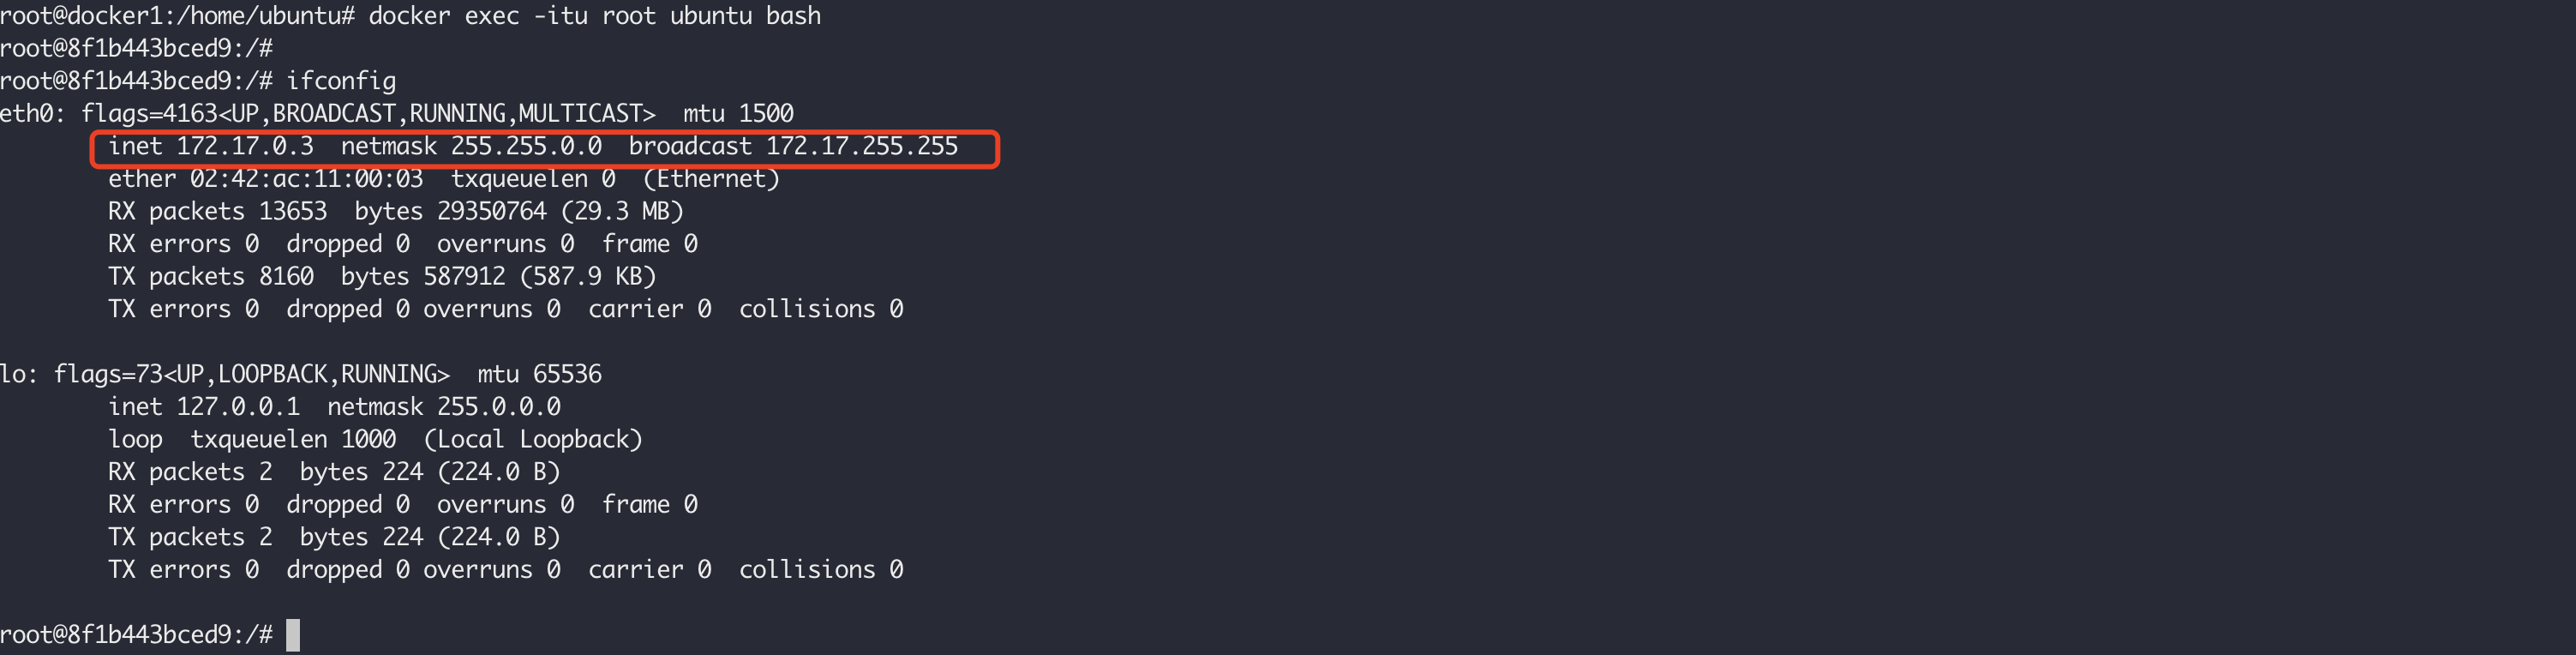 root@docker1:/home/ubuntu# docker exec -itu root ubuntu bash
root@8f1b443bced9:/#
root@8f1b443bced9:/# ifconfig
eth0: flags=4163<UP,BROADCAST,RUNNING,MULTICAST>  mtu 1500
        inet 172.17.0.3  netmask 255.255.0.0  broadcast 172.17.255.255
        ether 02:42:ac:11:00:03  txqueuelen 0  (Ethernet)
        RX packets 13653  bytes 29350764 (29.3 MB)
        RX errors 0  dropped 0  overruns 0  frame 0
        TX packets 8160  bytes 587912 (587.9 KB)
        TX errors 0  dropped 0 overruns 0  carrier 0  collisions 0

lo: flags=73<UP,LOOPBACK,RUNNING>  mtu 65536
        inet 127.0.0.1  netmask 255.0.0.0
        loop  txqueuelen 1000  (Local Loopback)
        RX packets 2  bytes 224 (224.0 B)
        RX errors 0  dropped 0  overruns 0  frame 0
        TX packets 2  bytes 224 (224.0 B)
        TX errors 0  dropped 0 overruns 0  carrier 0  collisions 0

root@8f1b443bced9:/#